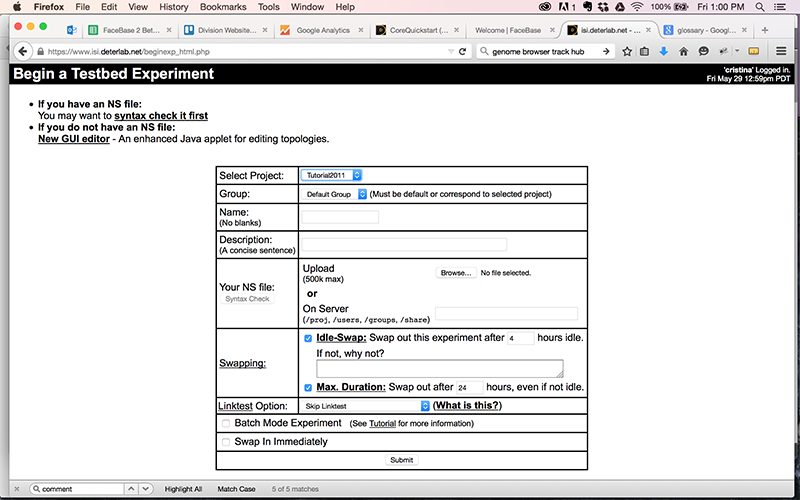 Firefox File Edit View History Bookmarks Tools Window Help 1 100% Fri 1:00 PM
FaceBase 2 Bet... Division Website... Google Analytics CoreQuickstart (... Welcome | FaceBase isi.deterlab.net - ... glossary - Googl...
https://www.isi.deterlab.net/beginexp_html.php genome browser track hub
Begin a Testbed Experiment
'cristina' Logged in.
Fri May 29 12:59pm PDT
If you have an NS file:
You may want to syntax check it first
If you do not have an NS file:
New GUI editor - An enhanced Java applet for editing topologies.
Select Project: Tutorial2011
Group: Default Group (Must be default or correspond to selected project)
Name:
(No blanks)
Description:
(A concise sentence)
Your NS file:
Syntax Check
Upload
(500k max)
Browse... No file selected.
or
On Server
(/proj, /users, /groups, /share)
Swapping:
Idle-Swap: Swap out this experiment after 4 hours idle.
If not, why not?
Max. Duration: Swap out after 24 hours, even if not idle.
Linktest Option: Skip Linktest (What is this?)
Batch Mode Experiment (See Tutorial for more information)
Swap In Immediately
Submit
comment Highlight All Match Case 5 of 5 matches